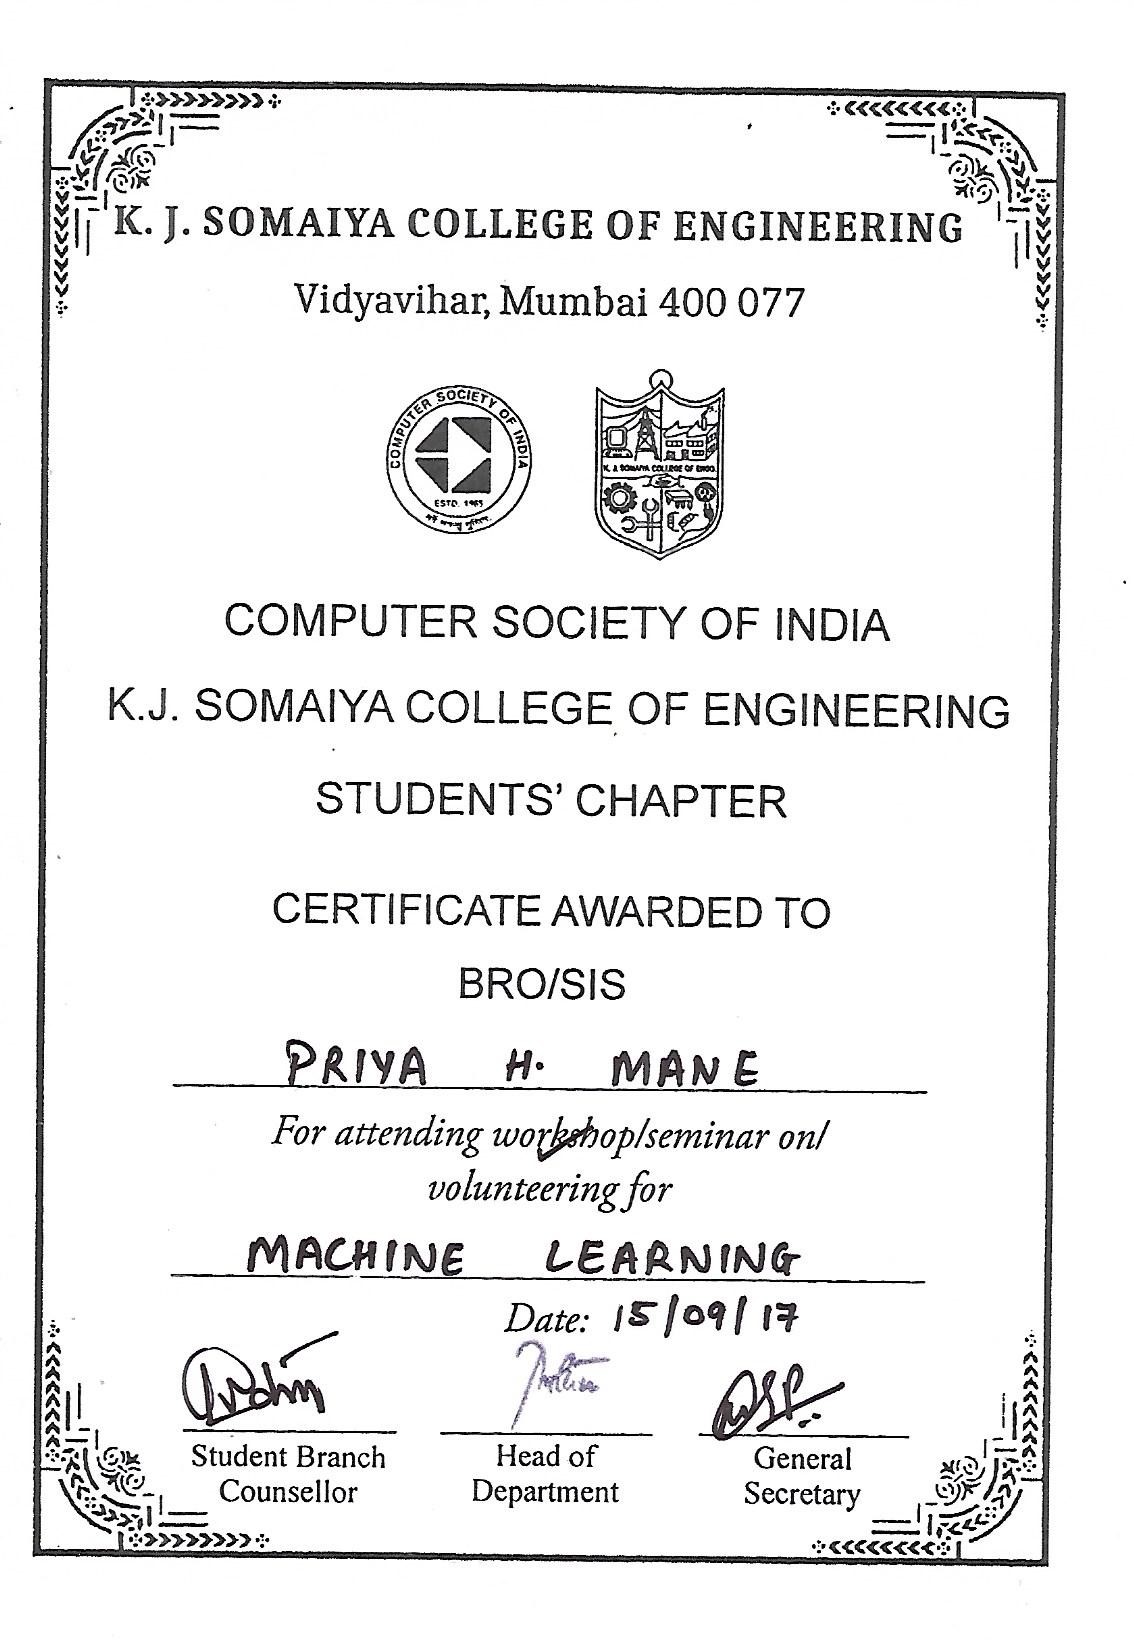 K. J. SOMAIYA COLLEGE OF ENGINEERING
Vidyavihar, Mumbai 400 077
COMPUTER SOCIETY OF INDIA
ESTD. 1965
K. J. SOMAIYA COLLEGE OF ENGG.
COMPUTER SOCIETY OF INDIA
K.J. SOMAIYA COLLEGE OF ENGINEERING
STUDENTS’ CHAPTER
CERTIFICATE AWARDED TO
BRO/SIS
PRIYA H. MANE
For attending workshop/seminar on/
volunteering for
MACHINE LEARNING
Date: 15/09/17
Student Branch Counsellor
Head of Department
General Secretary